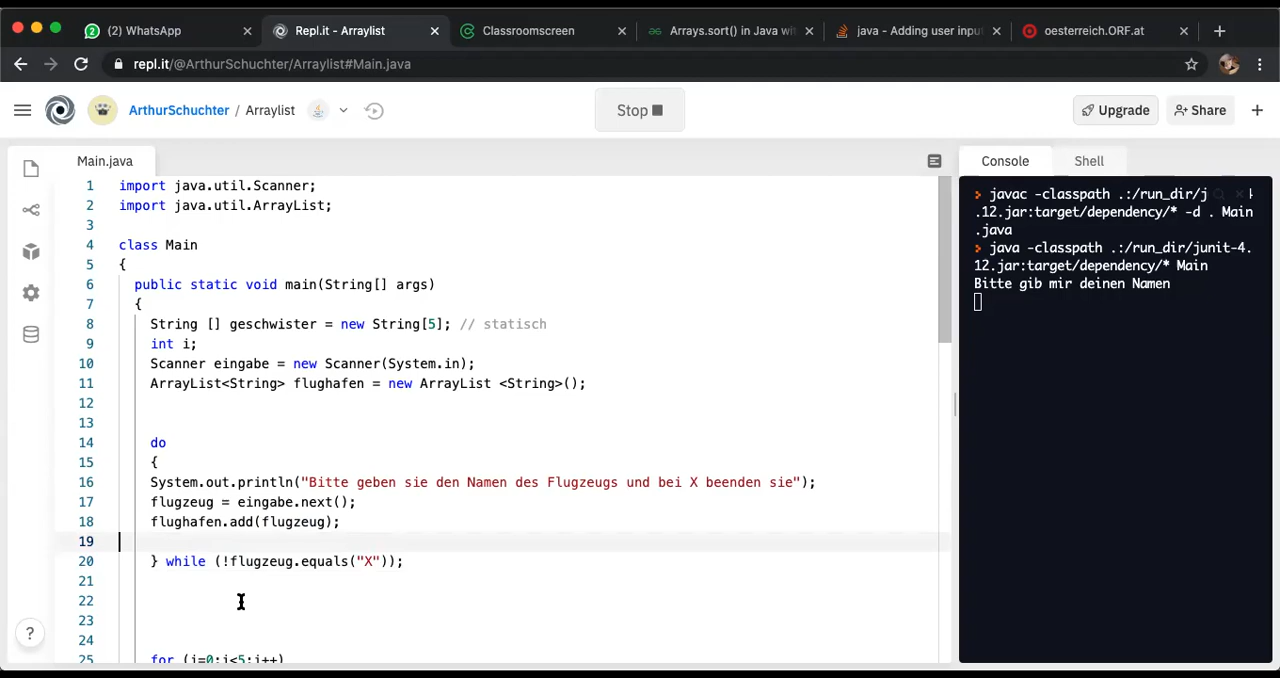 (2) WhatsApp
Repl.it - Arraylist
Classroomscreen
Arrays.sort() in Java wit
java - Adding user input
oesterreich.ORF.at
repl.it/@ArthurSchuchter/Arraylist#Main.java
ArthurSchuchter / Arraylist
Stop
Upgrade
Share
Main.java
1 import java.util.Scanner;
2 import java.util.ArrayList;
3
4 class Main
5 {
6 public static void main(String[] args)
7 {
8 String [] geschwister = new String[5]; // statisch
9 int i;
10 Scanner eingabe = new Scanner(System.in);
11 ArrayList<String> flughafen = new ArrayList <String>();
12
13
14 do
15 {
16 System.out.println("Bitte geben sie den Namen des Flugzeugs und bei X beenden sie");
17 flugzeug = eingabe.next();
18 flughafen.add(flugzeug);
19
20 } while (!flugzeug.equals("X"));
21
22
23
24
25 for (i=0;i<5;i++)
Console
Shell
javac -classpath .:/run_dir/j
.12.jar:target/dependency/* -d . Main
.java
java -classpath .:/run_dir/junit-4.
12.jar:target/dependency/* Main
Bitte gib mir deinen Namen
?